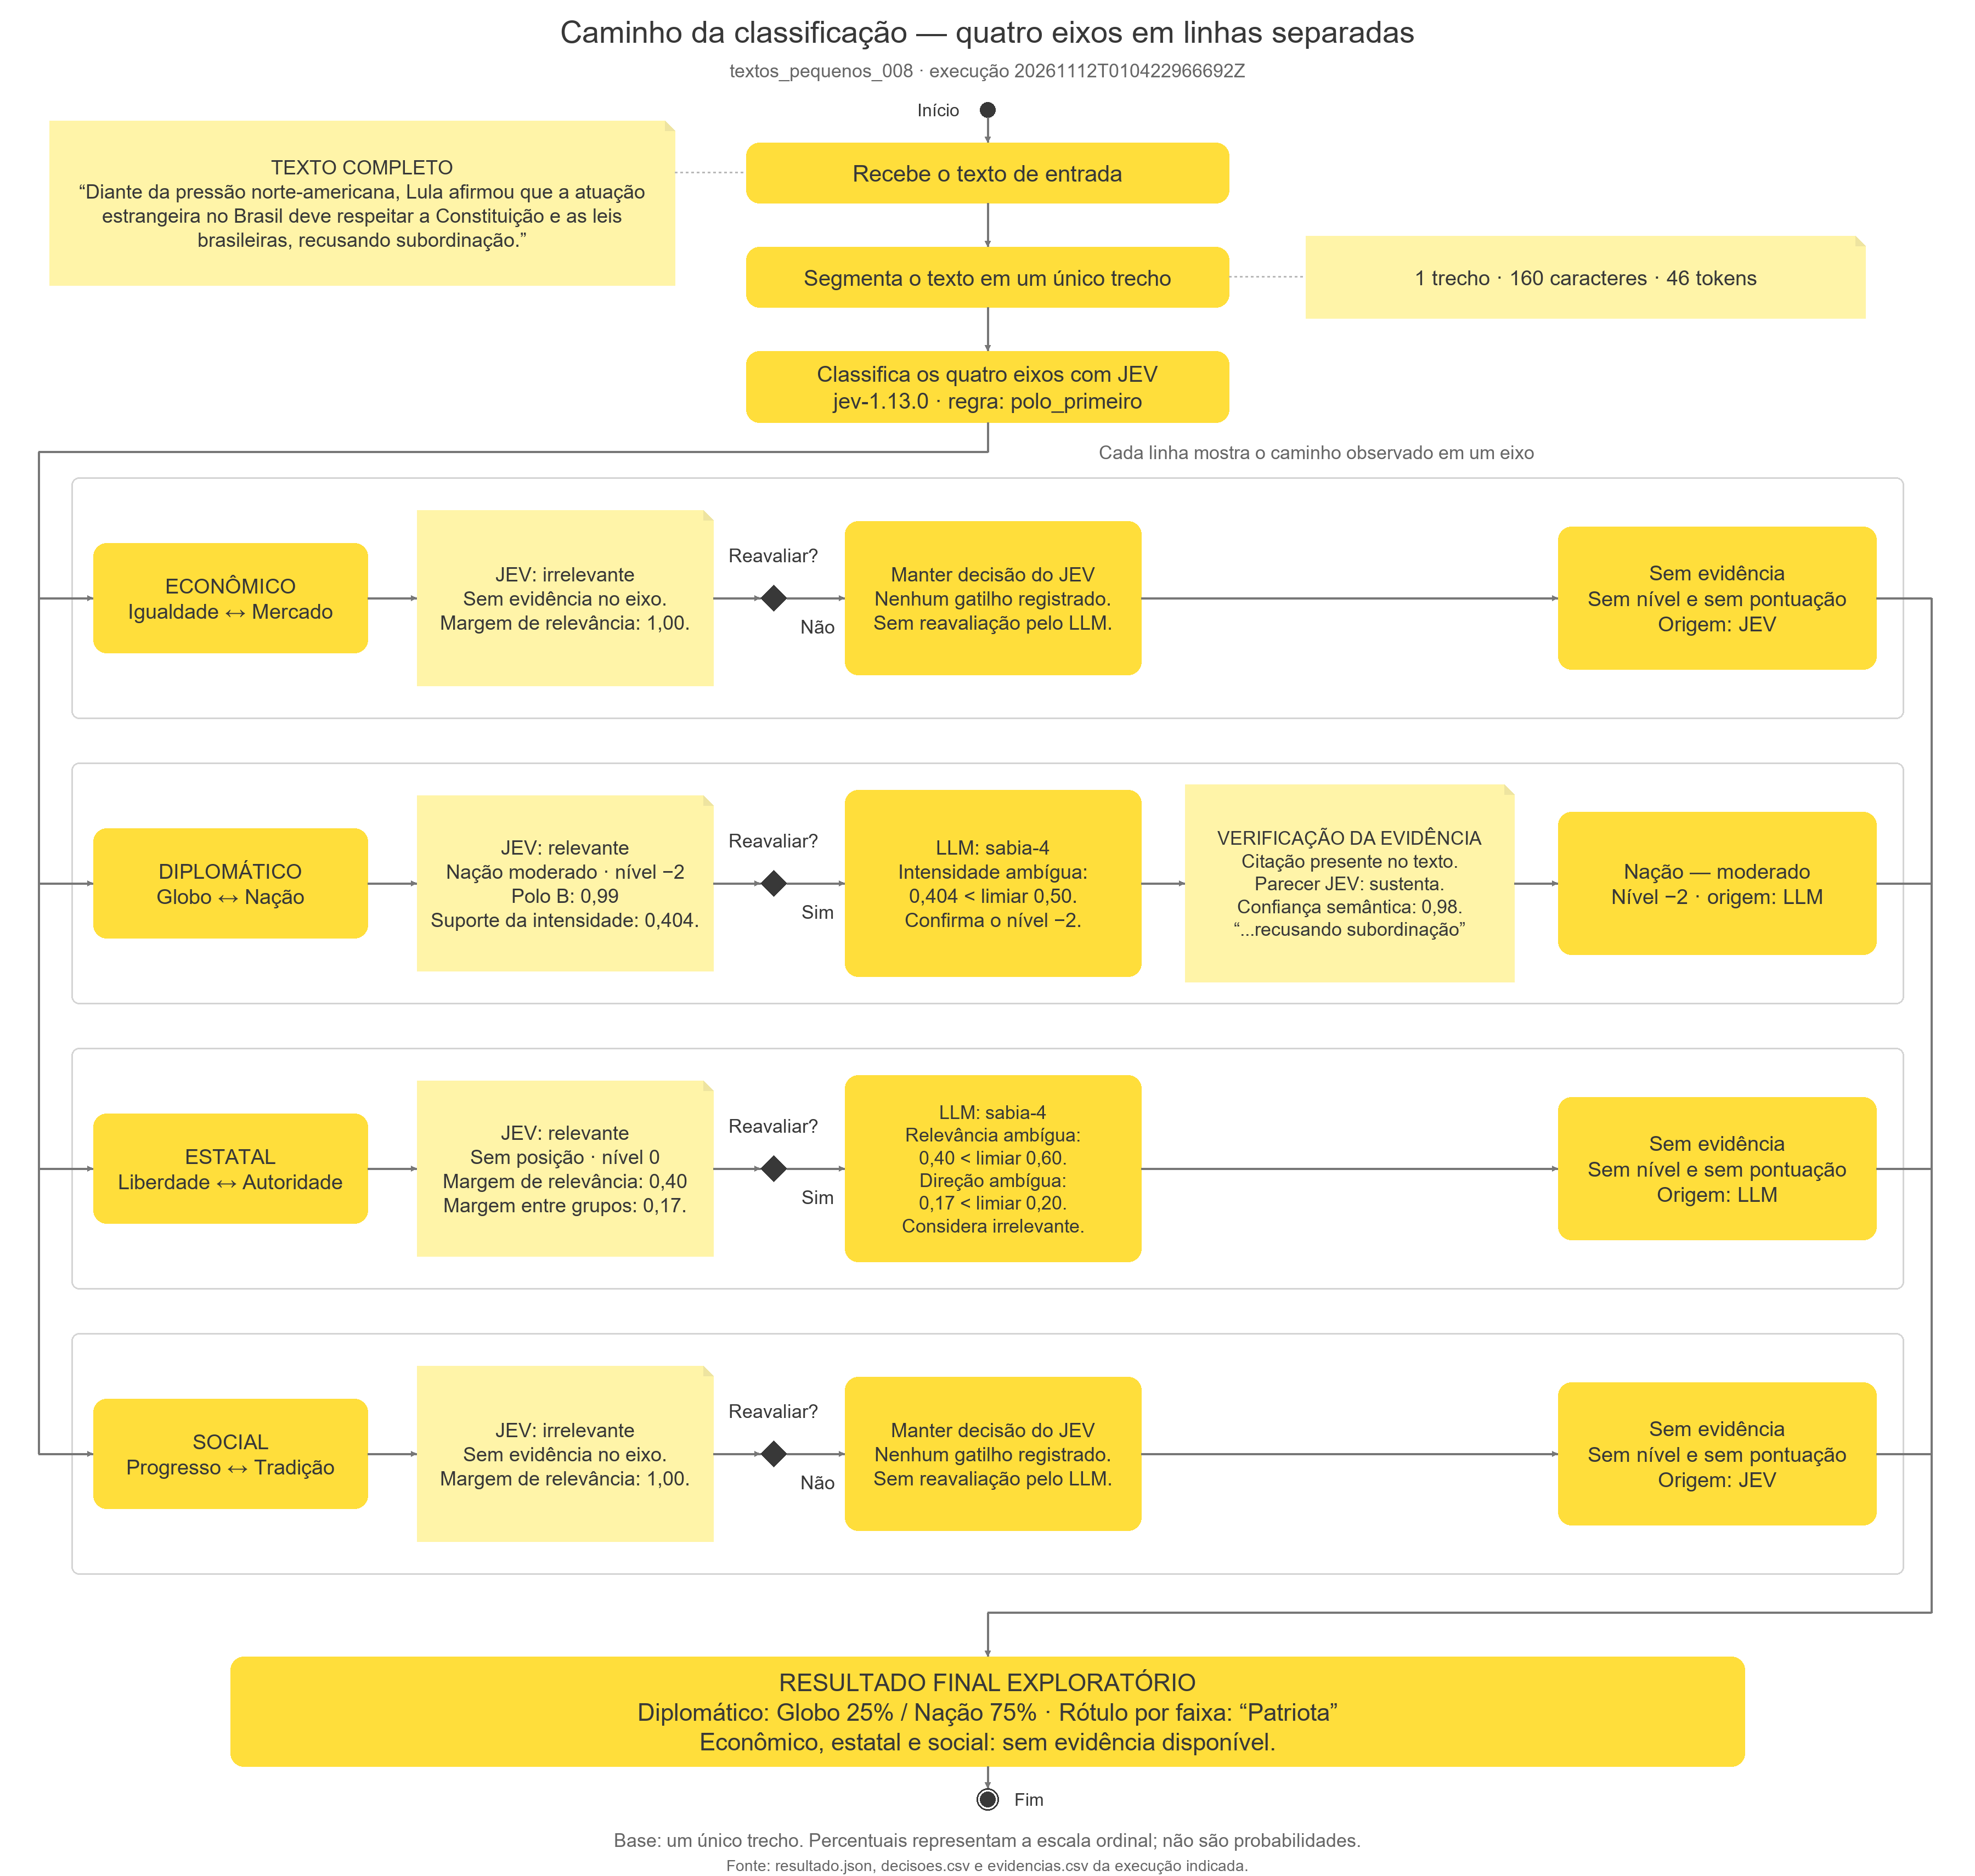 Caminho da classificação — quatro eixos em linhas separadas
textos_pequenos_008 · execução 20261112T010422966692Z
Início
TEXTO COMPLETO
“Diante da pressão norte-americana, Lula afirmou que a atuação
estrangeira no Brasil deve respeitar a Constituição e as leis
brasileiras, recusando subordinação.”
Recebe o texto de entrada
Segmenta o texto em um único trecho
1 trecho · 160 caracteres · 46 tokens
Classifica os quatro eixos com JEV
jev-1.13.0 · regra: polo_primeiro
Cada linha mostra o caminho observado em um eixo
ECONÔMICO
Igualdade ↔ Mercado
JEV: irrelevante
Sem evidência no eixo.
Margem de relevância: 1,00.
Reavaliar?
Não
Manter decisão do JEV
Nenhum gatilho registrado.
Sem reavaliação pelo LLM.
Sem evidência
Sem nível e sem pontuação
Origem: JEV
DIPLOMÁTICO
Globo ↔ Nação
JEV: relevante
Nação moderado · nível −2
Polo B: 0,99
Suporte da intensidade: 0,404.
Reavaliar?
Sim
LLM: sabia-4
Intensidade ambígua:
0,404 < limiar 0,50.
Confirma o nível −2.
VERIFICAÇÃO DA EVIDÊNCIA
Citação presente no texto.
Parecer JEV: sustenta.
Confiança semântica: 0,98.
“...recusando subordinação”
Nação — moderado
Nível −2 · origem: LLM
ESTATAL
Liberdade ↔ Autoridade
JEV: relevante
Sem posição · nível 0
Margem de relevância: 0,40
Margem entre grupos: 0,17.
Reavaliar?
Sim
LLM: sabia-4
Relevância ambígua:
0,40 < limiar 0,60.
Direção ambígua:
0,17 < limiar 0,20.
Considera irrelevante.
Sem evidência
Sem nível e sem pontuação
Origem: LLM
SOCIAL
Progresso ↔ Tradição
JEV: irrelevante
Sem evidência no eixo.
Margem de relevância: 1,00.
Reavaliar?
Não
Manter decisão do JEV
Nenhum gatilho registrado.
Sem reavaliação pelo LLM.
Sem evidência
Sem nível e sem pontuação
Origem: JEV
RESULTADO FINAL EXPLORATÓRIO
Diplomático: Globo 25% / Nação 75% · Rótulo por faixa: “Patriota”
Econômico, estatal e social: sem evidência disponível.
Fim
Base: um único trecho. Percentuais representam a escala ordinal; não são probabilidades.
Fonte: resultado.json, decisoes.csv e evidencias.csv da execução indicada.